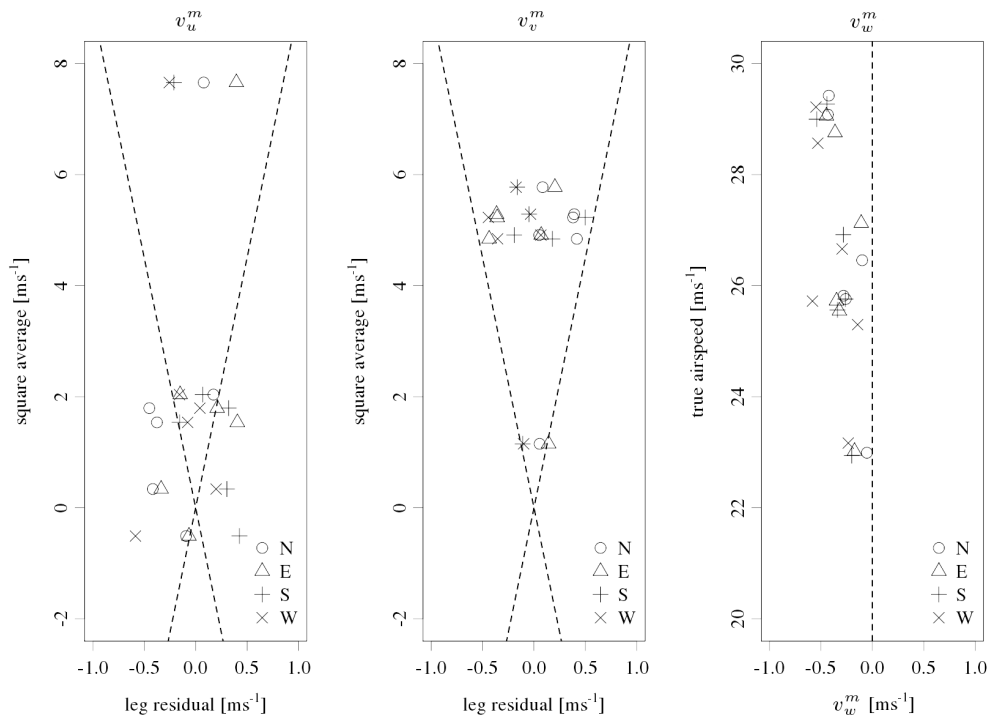 v_u^m
8
6
4
2
0
-2
square average [ms⁻¹]
-1.0 -0.5 0.0 0.5 1.0
leg residual [ms⁻¹]
N
E
S
W
v_v^m
8
6
4
2
0
-2
square average [ms⁻¹]
-1.0 -0.5 0.0 0.5 1.0
leg residual [ms⁻¹]
N
E
S
W
v_w^m
30
28
26
24
22
20
true airspeed [ms⁻¹]
-1.0 -0.5 0.0 0.5 1.0
v_w^m [ms⁻¹]
N
E
S
W